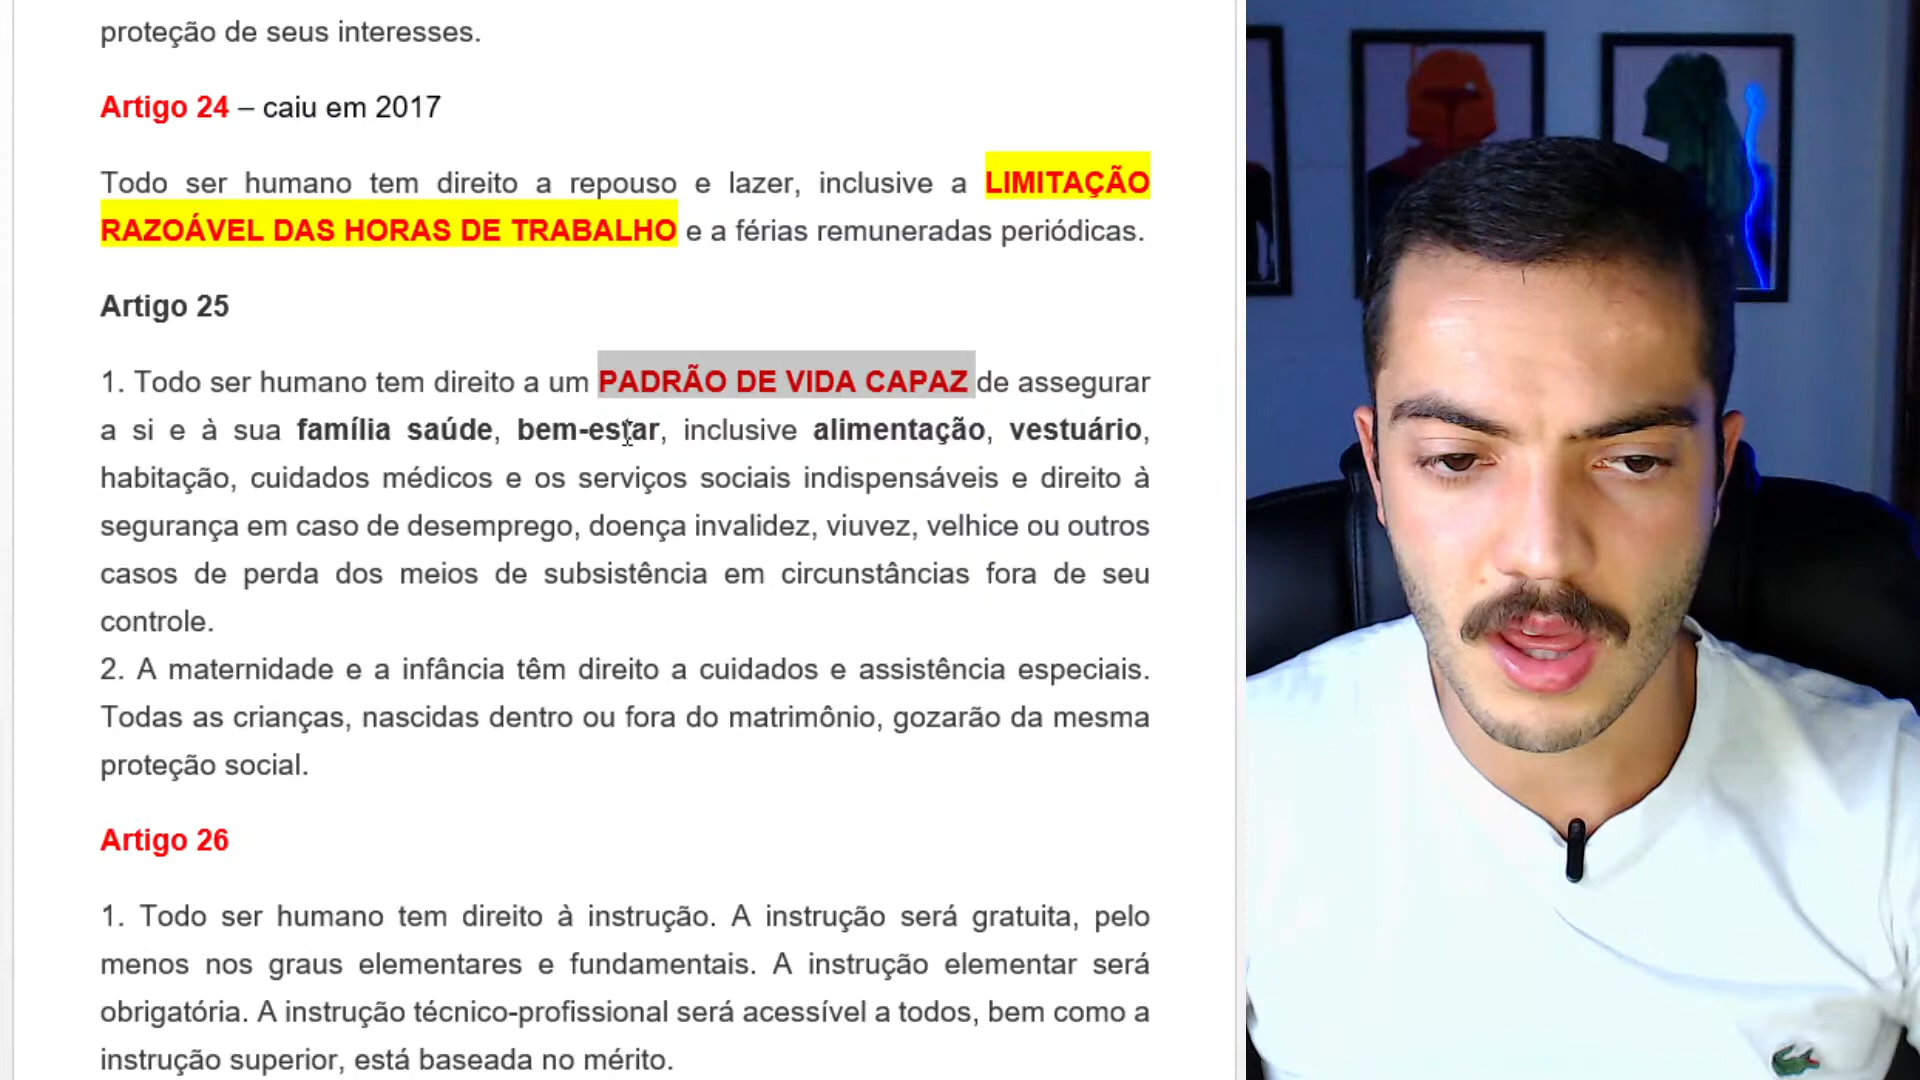 proteção de seus interesses.
Artigo 24 – caiu em 2017
Todo ser humano tem direito a repouso e lazer, inclusive a LIMITAÇÃO
RAZOÁVEL DAS HORAS DE TRABALHO e a férias remuneradas periódicas.
Artigo 25
1. Todo ser humano tem direito a um PADRÃO DE VIDA CAPAZ de assegurar
a si e à sua família saúde, bem-estar, inclusive alimentação, vestuário,
habitação, cuidados médicos e os serviços sociais indispensáveis e direito à
segurança em caso de desemprego, doença invalidez, viuvez, velhice ou outros
casos de perda dos meios de subsistência em circunstâncias fora de seu
controle.
2. A maternidade e a infância têm direito a cuidados e assistência especiais.
Todas as crianças, nascidas dentro ou fora do matrimônio, gozarão da mesma
proteção social.
Artigo 26
1. Todo ser humano tem direito à instrução. A instrução será gratuita, pelo
menos nos graus elementares e fundamentais. A instrução elementar será
obrigatória. A instrução técnico-profissional será acessível a todos, bem como a
instrução superior, está baseada no mérito.